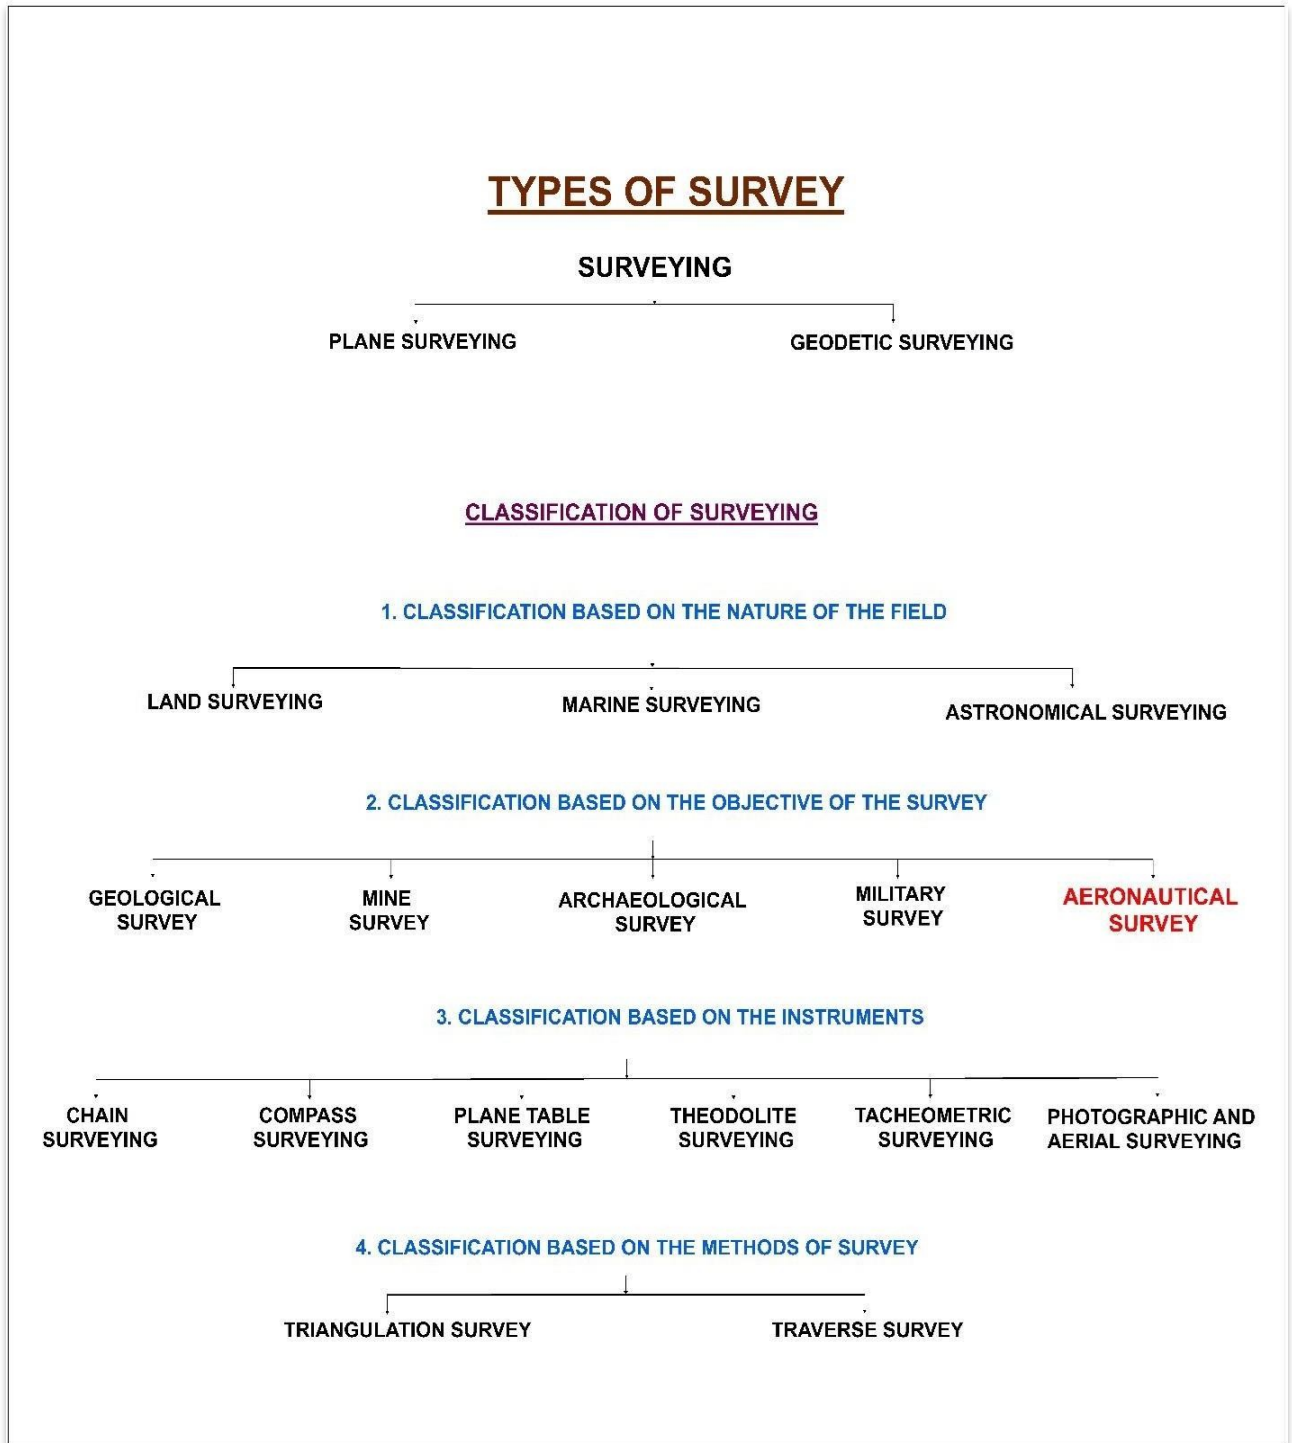 TYPES OF SURVEY
SURVEYING
PLANE SURVEYING
GEODETIC SURVEYING
CLASSIFICATION OF SURVEYING
1. CLASSIFICATION BASED ON THE NATURE OF THE FIELD
LAND SURVEYING
MARINE SURVEYING
ASTRONOMICAL SURVEYING
2. CLASSIFICATION BASED ON THE OBJECTIVE OF THE SURVEY
GEOLOGICAL
SURVEY
MINE
SURVEY
ARCHAEOLOGICAL
SURVEY
MILITARY
SURVEY
AERONAUTICAL
SURVEY
3. CLASSIFICATION BASED ON THE INSTRUMENTS
CHAIN
SURVEYING
COMPASS
SURVEYING
PLANE TABLE
SURVEYING
THEODOLITE
SURVEYING
TACHEOMETRIC
SURVEYING
PHOTOGRAPHIC AND
AERIAL SURVEYING
4. CLASSIFICATION BASED ON THE METHODS OF SURVEY
TRIANGULATION SURVEY
TRAVERSE SURVEY